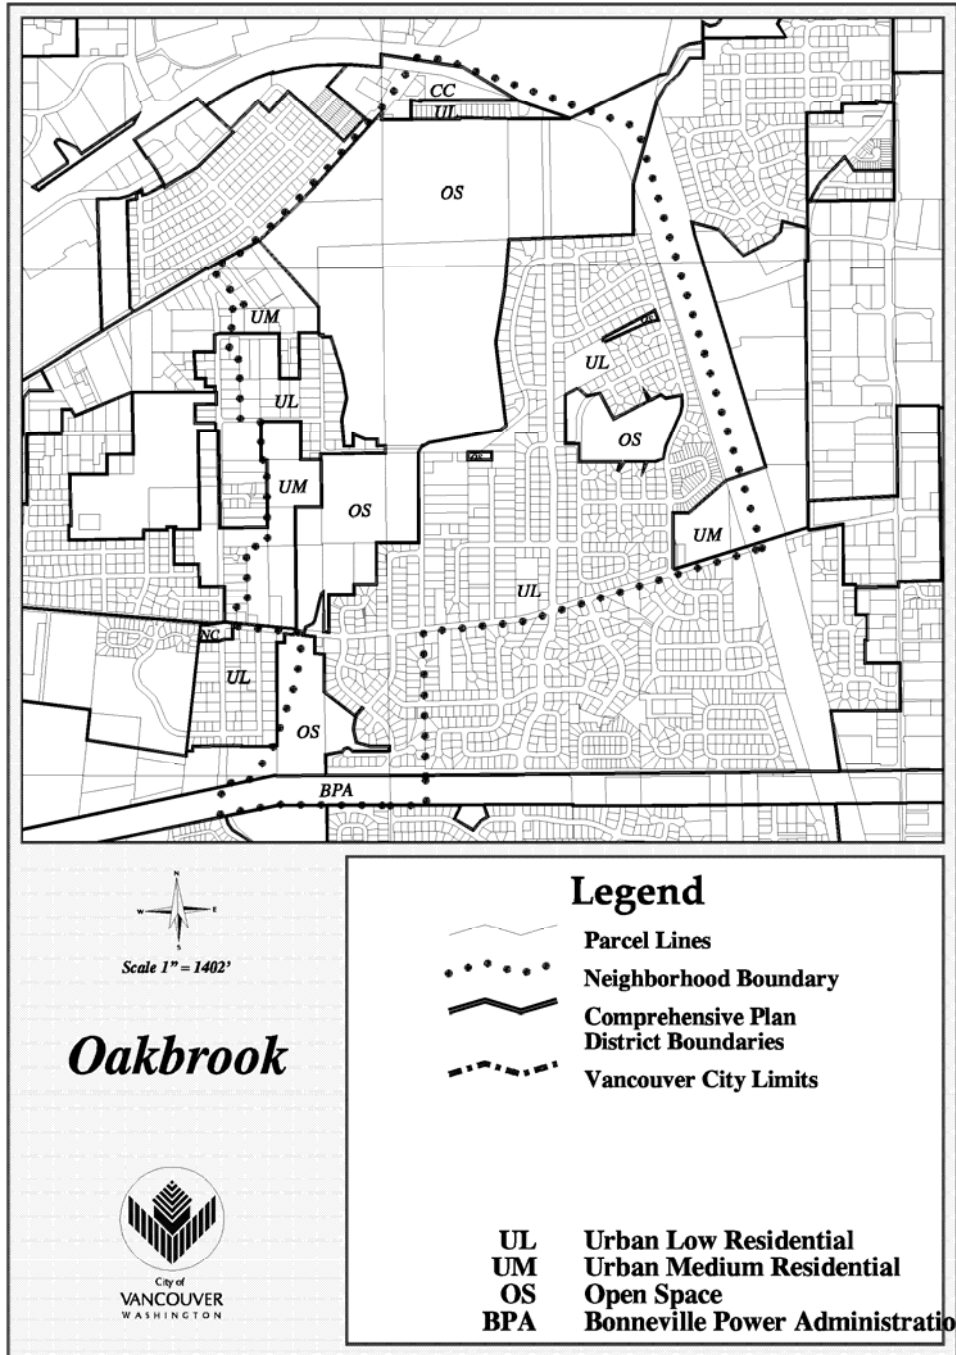 CC
UL
OS
UM
OS
UL
UL
OS
OS
UM
OS
UM
UL
NC
UL
OS
BPA
N
W E
S
Scale 1" = 1402'
Oakbrook
City of
VANCOUVER
WASHINGTON
Legend
Parcel Lines
Neighborhood Boundary
Comprehensive Plan
District Boundaries
Vancouver City Limits
UL Urban Low Residential
UM Urban Medium Residential
OS Open Space
BPA Bonneville Power Administratio